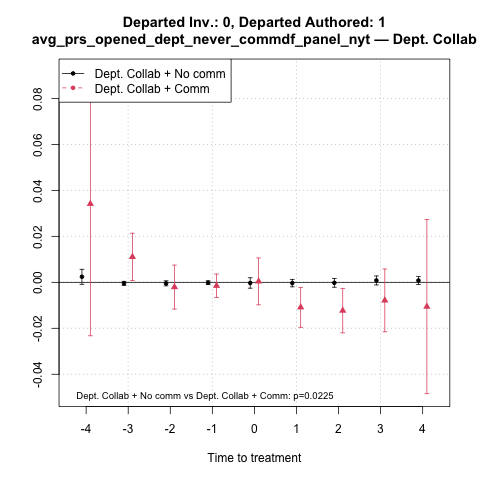 Departed Inv.: 0, Departed Authored: 1
avg_prs_opened_dept_never_commdf_panel_nyt — Dept. Collab
Dept. Collab + No comm
Dept. Collab + Comm
0.08
0.06
0.04
0.02
0.00
-0.02
-0.04
Dept. Collab + No comm vs Dept. Collab + Comm: p=0.0225
-4 -3 -2 -1 0 1 2 3 4
Time to treatment